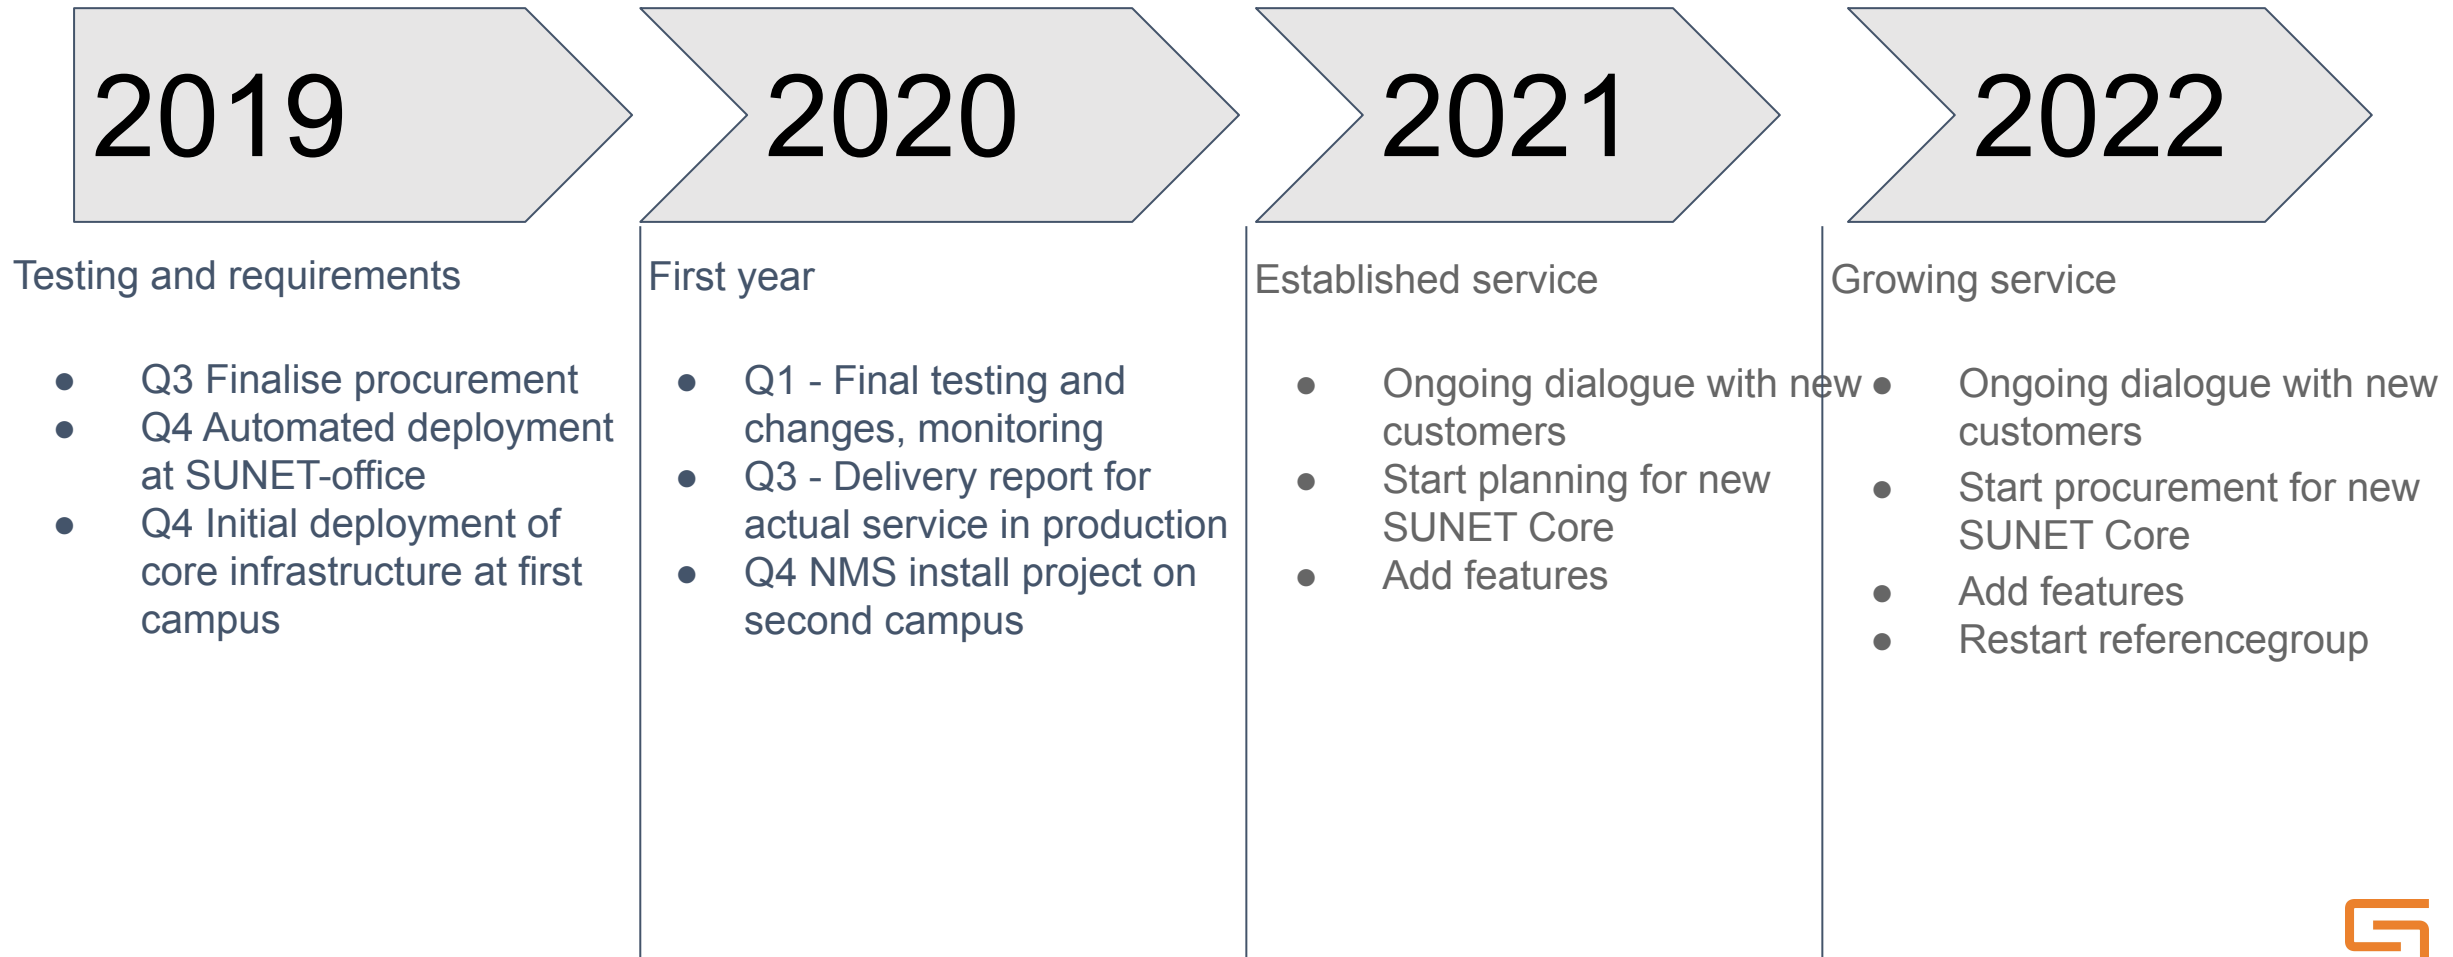 2019
2020
2021
2022
Testing and requirements
● Q3 Finalise procurement
● Q4 Automated deployment
at SUNET-office
● Q4 Initial deployment of
core infrastructure at first
campus
First year
● Q1 - Final testing and
changes, monitoring
● Q3 - Delivery report for
actual service in production
● Q4 NMS install project on
second campus
Established service
● Ongoing dialogue with new
customers
● Start planning for new
SUNET Core
● Add features
Growing service
● Ongoing dialogue with new
customers
● Start procurement for new
SUNET Core
● Add features
● Restart referencegroup